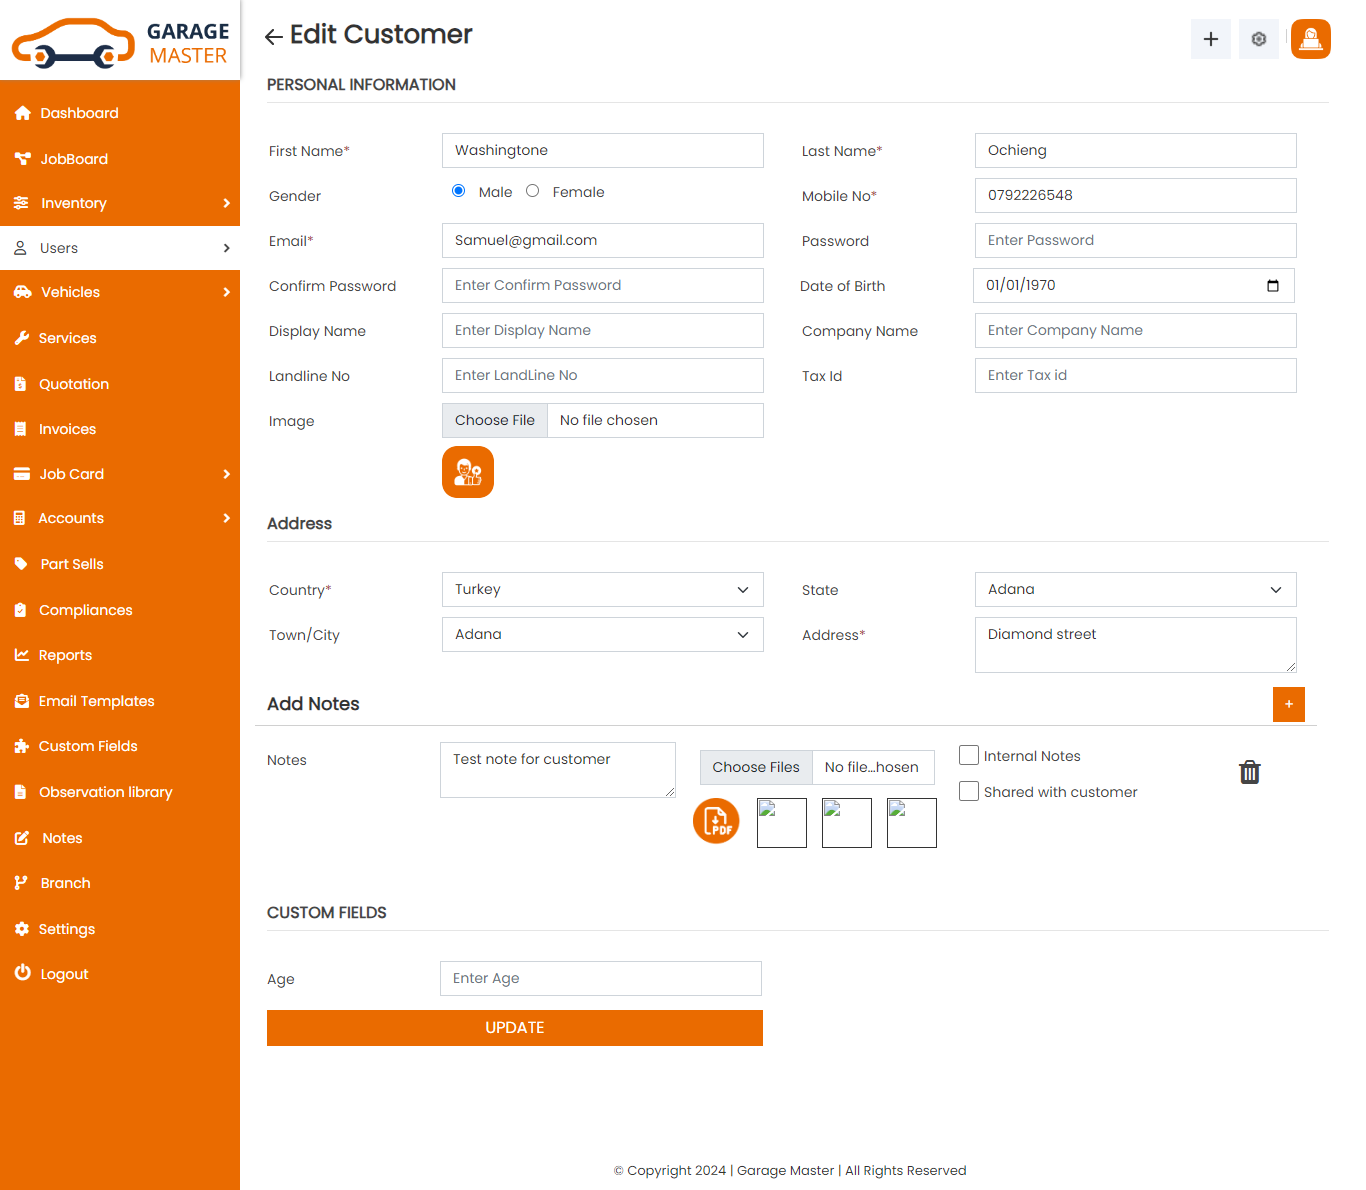 GARAGE
MASTER
Dashboard
JobBoard
Inventory
Users
Vehicles
Services
Quotation
Invoices
Job Card
Accounts
Part Sells
Compliances
Reports
Email Templates
Custom Fields
Observation library
Notes
Branch
Settings
Logout
Edit Customer
PERSONAL INFORMATION
First Name* Washingtone Last Name* Ochieng
Gender Male Female Mobile No* 0792226548
Email* Samuel@gmail.com Password Enter Password
Confirm Password Enter Confirm Password Date of Birth 01/01/1970
Display Name Enter Display Name Company Name Enter Company Name
Landline No Enter LandLine No Tax Id Enter Tax id
Image Choose File No file chosen
Address
Country* Turkey State Adana
Town/City Adana Address* Diamond street
Add Notes +
Notes Test note for customer Choose Files No file...hosen Internal Notes
Shared with customer
PDF
CUSTOM FIELDS
Age Enter Age
UPDATE
© Copyright 2024 | Garage Master | All Rights Reserved